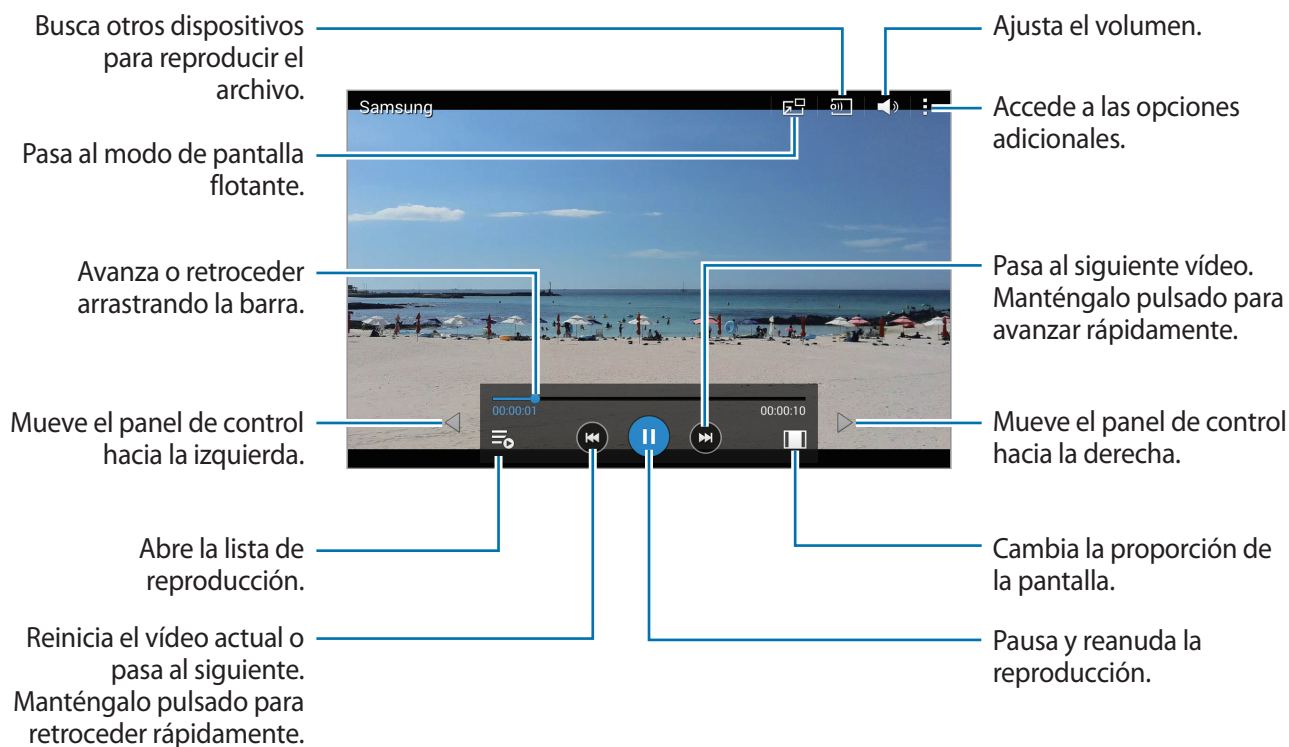 Busca otros dispositivos
para reproducir el
archivo.
Pasa al modo de pantalla
flotante.
Avanza o retroceder
arrastrando la barra.
Mueve el panel de control
hacia la izquierda.
Abre la lista de
reproducción.
Reinicia el vídeo actual o
pasa al siguiente.
Manténgalo pulsado para
retroceder rápidamente.
Samsung
00:00:01
00:00:10
Ajusta el volumen.
Accede a las opciones
adicionales.
Pasa al siguiente vídeo.
Manténgalo pulsado para
avanzar rápidamente.
Mueve el panel de control
hacia la derecha.
Cambia la proporción de
la pantalla.
Pausa y reanuda la
reproducción.